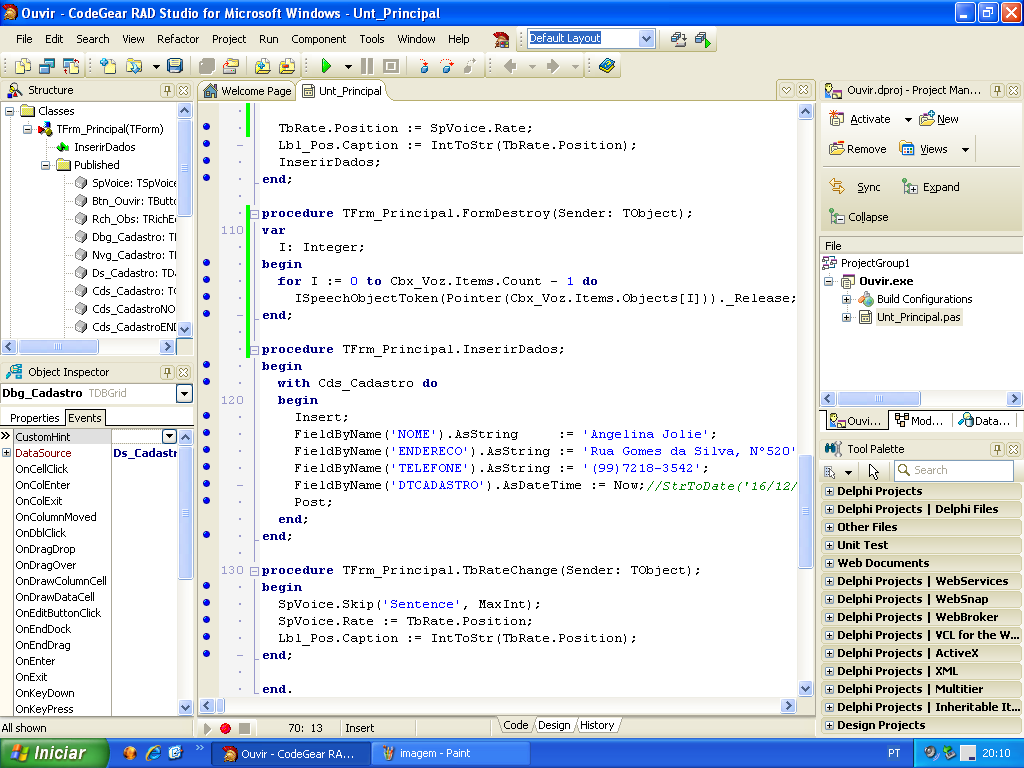 Ouvir - CodeGear RAD Studio for Microsoft Windows - Unt_Principal
File Edit Search View Refactor Project Run Component Tools Window Help
Default Layout
Structure
Classes
TFrm_Principal(TForm)
InserirDados
Published
SpVoice: TSpVoice
Btn_Ouvir: TButto
Rch_Obs: TRichE
Dbg_Cadastro: T
Nvg_Cadastro: T
Ds_Cadastro: TDa
Cds_Cadastro: TC
Cds_CadastroNO
Cds_CadastroEND
Object Inspector
Dbg_Cadastro TDBGrid
Properties Events
CustomHint
DataSource Ds_Cadastr
OnCellClick
OnColEnter
OnColExit
OnColumnMoved
OnDblClick
OnDragDrop
OnDragOver
OnDrawColumnCell
OnDrawDataCell
OnEditButtonClick
OnEndDock
OnEndDrag
OnEnter
OnExit
OnKeyDown
OnKeyPress
All shown
Welcome Page Unt_Principal
TbRate.Position := SpVoice.Rate;
Lbl_Pos.Caption := IntToStr(TbRate.Position);
InserirDados;
end;
procedure TFrm_Principal.FormDestroy(Sender: TObject);
110 var
I: Integer;
begin
for I := 0 to Cbx_Voz.Items.Count - 1 do
ISpeechObjectToken(Pointer(Cbx_Voz.Items.Objects[I]))._Release;
end;
procedure TFrm_Principal.InserirDados;
begin
with Cds_Cadastro do
120 begin
Insert;
FieldByName('NOME').AsString := 'Angelina Jolie';
FieldByName('ENDERECO').AsString := 'Rua Gomes da Silva, N°520'
FieldByName('TELEFONE').AsString := '(99)7218-3542';
FieldByName('DTCADASTRO').AsDateTime := Now;//StrToDate('16/12/
Post;
end;
end;
130 procedure TFrm_Principal.TbRateChange(Sender: TObject);
begin
SpVoice.Skip('Sentence', MaxInt);
SpVoice.Rate := TbRate.Position;
Lbl_Pos.Caption := IntToStr(TbRate.Position);
end;
end.
70: 13 Insert
Code Design History
Ouvir.dproj - Project Man...
Activate New
Remove Views
Sync Expand
Collapse
File
ProjectGroup1
Ouvir.exe
Build Configurations
Unt_Principal.pas
Ouvi... Mod... Data...
Tool Palette
Search
Delphi Projects
Delphi Projects | Delphi Files
Other Files
Unit Test
Web Documents
Delphi Projects | WebServices
Delphi Projects | WebSnap
Delphi Projects | WebBroker
Delphi Projects | VCL for the W...
Delphi Projects | ActiveX
Delphi Projects | XML
Delphi Projects | Multitier
Delphi Projects | Inheritable It...
Design Projects
Iniciar
Ouvir - CodeGear RA...
imagem - Paint
PT
20:10